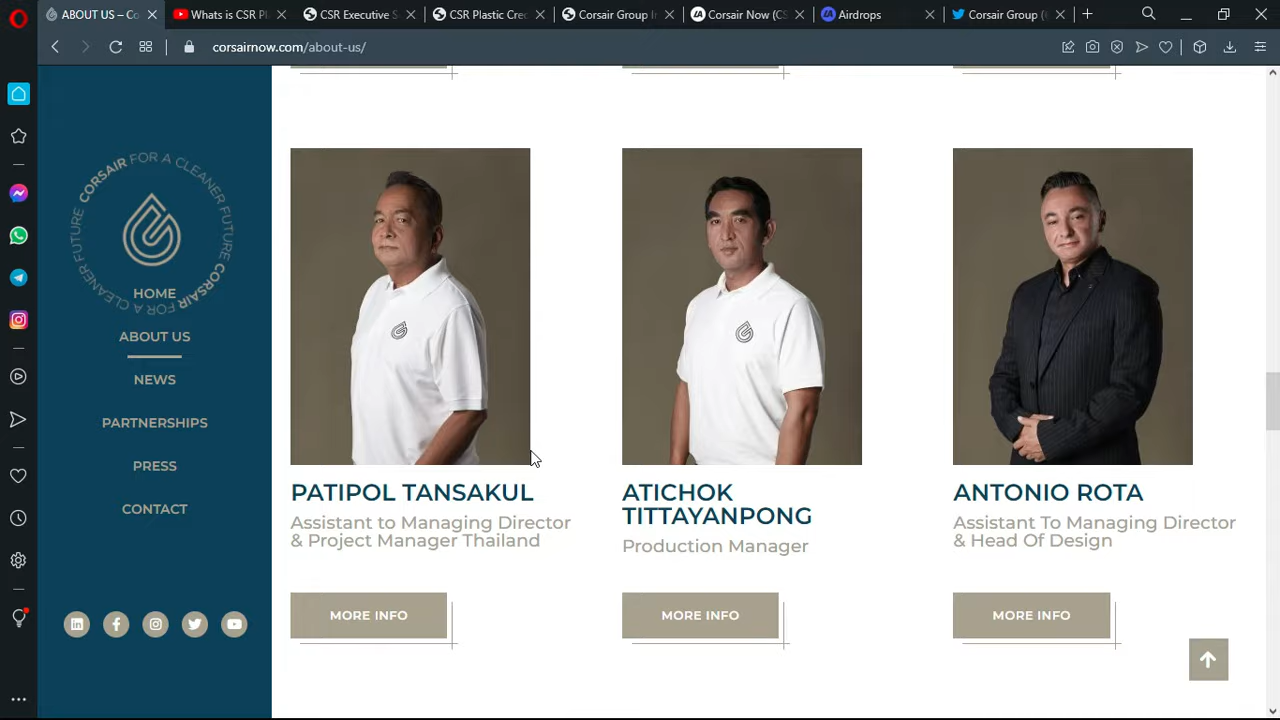 ABOUT US – Co
Whats is CSR Pl
CSR Executive S
CSR Plastic Cre
Corsair Group I
Corsair Now (CS
Airdrops
Corsair Group (
corsairnow.com/about-us/
CORSAIR FOR A CLEANER FUTURE CORSAIR FOR A CLEANER FUTURE
HOME
ABOUT US
NEWS
PARTNERSHIPS
PRESS
CONTACT
PATIPOL TANSAKUL
Assistant to Managing Director
& Project Manager Thailand
MORE INFO
ATICHOK
TITTAYANPONG
Production Manager
MORE INFO
ANTONIO ROTA
Assistant To Managing Director
& Head Of Design
MORE INFO